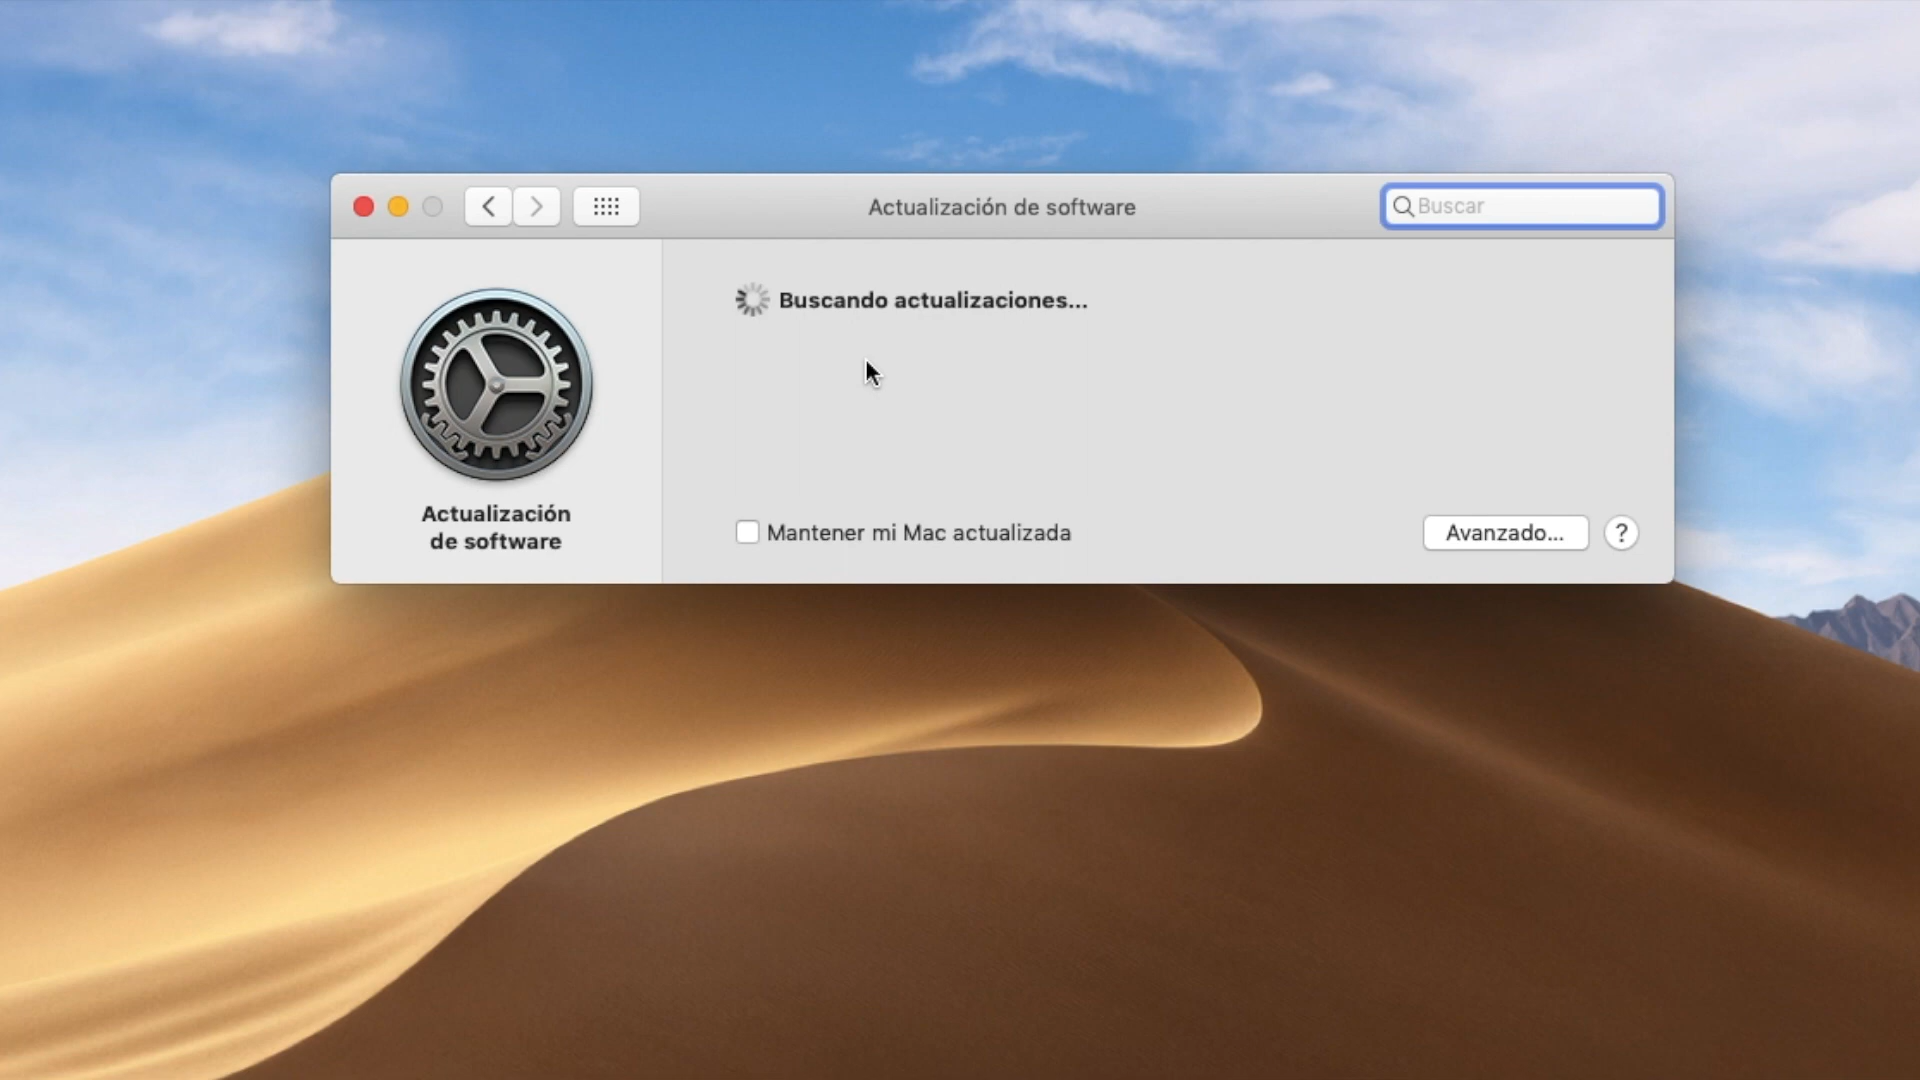 Actualización de software
Buscar
Buscando actualizaciones...
Actualización
de software
Mantener mi Mac actualizada
Avanzado...
?